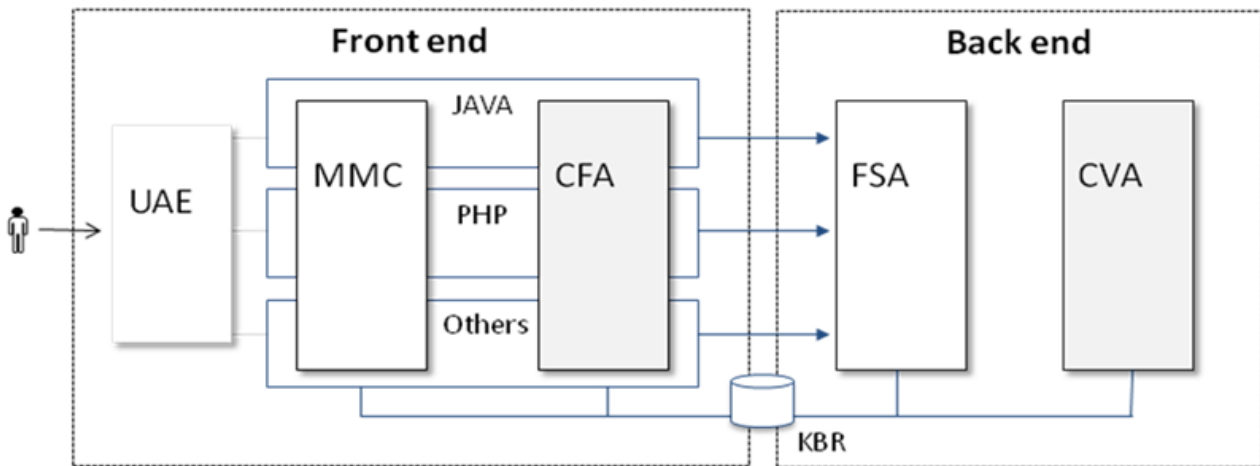 Front end
Back end
JAVA
UAE
MMC
CFA
FSA
CVA
PHP
Others
KBR